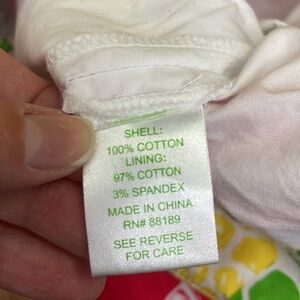 SHELL:
100% COTTON
LINING:
97% COTTON
3% SPANDEX
MADE IN CHINA
RN# 88189
SEE REVERSE
FOR CARE